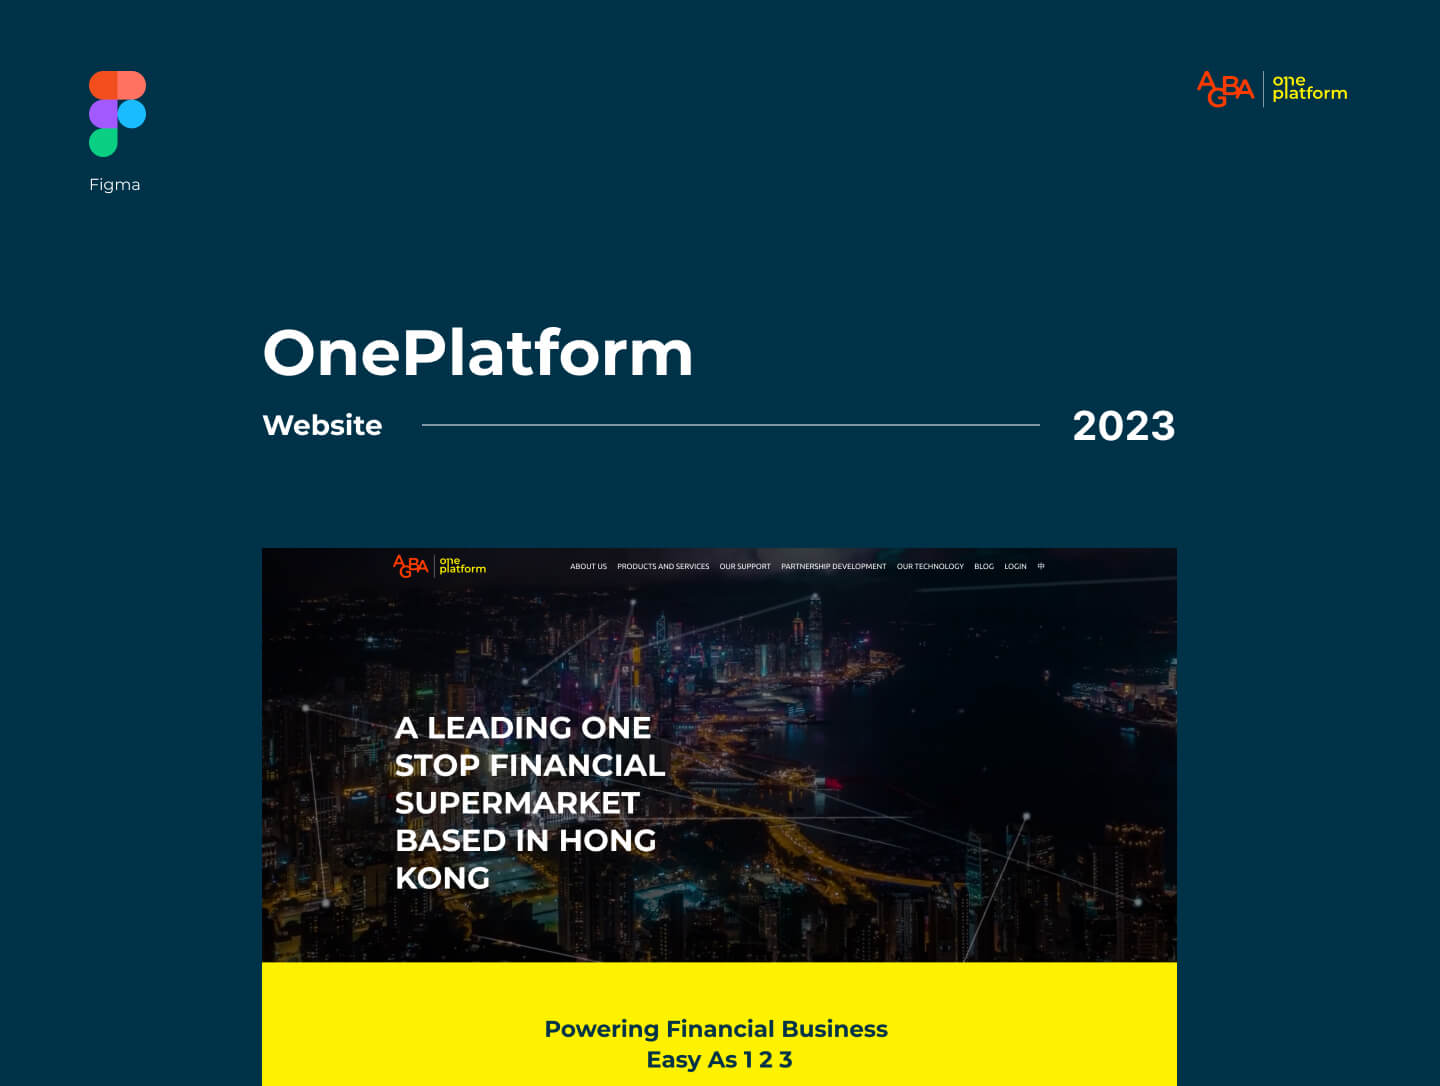 Figma
AGBA
one
platform
OnePlatform
Website
2023
AGBA
one
platform
ABOUT US PRODUCTS AND SERVICES OUR SUPPORT PARTNERSHIP DEVELOPMENT OUR TECHNOLOGY BLOG LOGIN 中
A LEADING ONE
STOP FINANCIAL
SUPERMARKET
BASED IN HONG
KONG
Powering Financial Business
Easy As 1 2 3